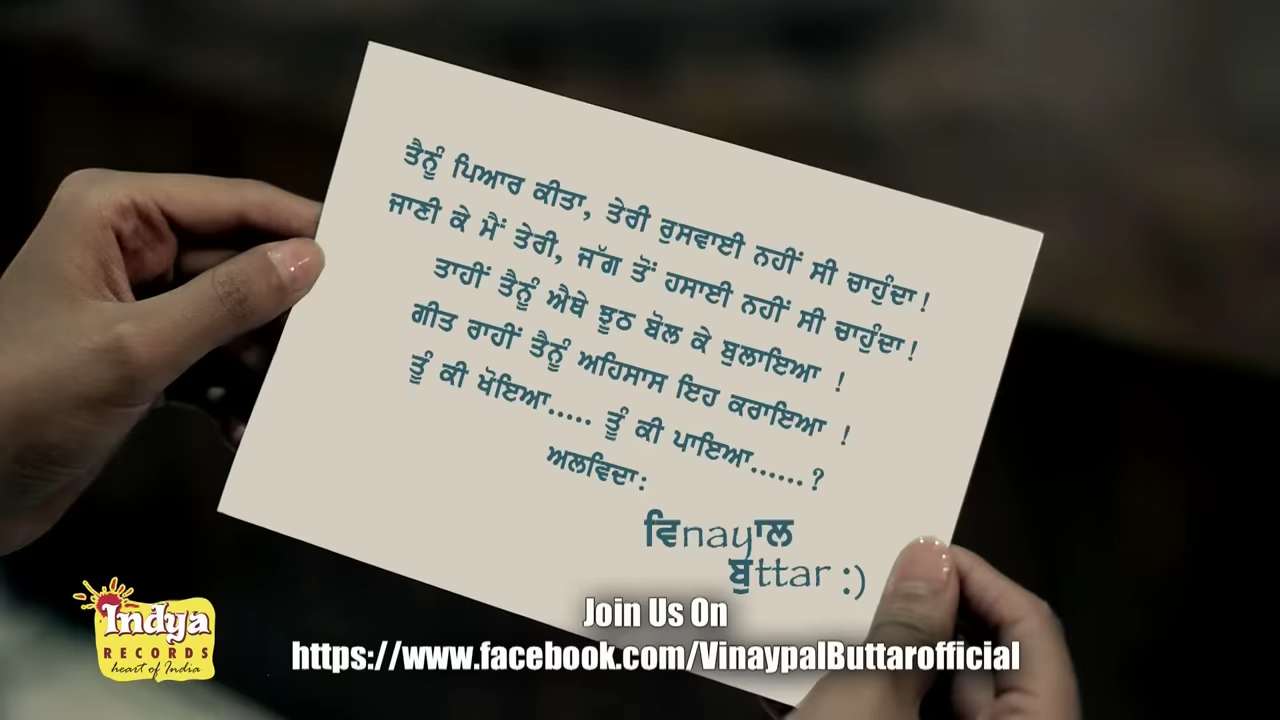 ਤੈਨੂੰ ਪਿਆਰ ਕੀਤਾ, ਤੇਰੀ ਰੁਸਵਾਈ ਨਹੀਂ ਸੀ ਚਾਹੁੰਦਾ!
ਜਾਣੀ ਕੇ ਮੈਂ ਤੇਰੀ, ਜੱਗ ਤੋਂ ਹਸਾਈ ਨਹੀਂ ਸੀ ਚਾਹੁੰਦਾ!
ਤਾਹੀਂ ਤੈਨੂੰ ਐਥੇ ਝੂਠ ਬੋਲ ਕੇ ਬੁਲਾਇਆ !
ਗੀਤ ਰਾਹੀਂ ਤੈਨੂੰ ਅਹਿਸਾਸ ਇਹ ਕਰਾਇਆ !
ਤੂੰ ਕੀ ਖੋਇਆ..... ਤੂੰ ਕੀ ਪਾਇਆ......?
ਅਲਵਿਦਾ:
ਵਿnayਾਲ
ਬੁttar :)
Join Us On
https://www.facebook.com/VinaypalButtarofficial
Indya
RECORDS
heart of India